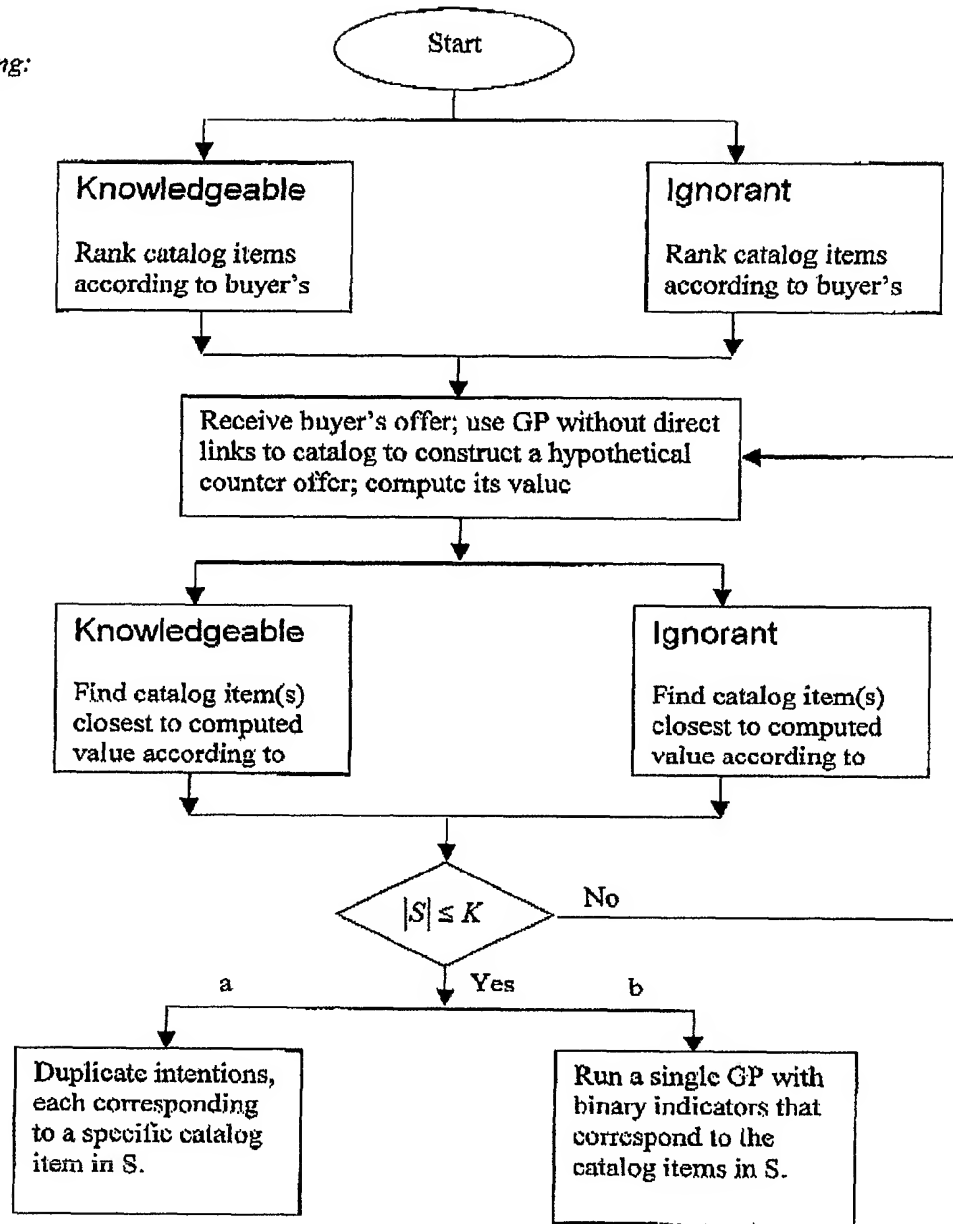 Start
Knowledgeable
Rank catalog items
according to buyer's
Ignorant
Rank catalog items
according to buyer's
Receive buyer's offer; use GP without direct
links to catalog to construct a hypothetical
counter offer; compute its value
Knowledgeable
Find catalog item(s)
closest to computed
value according to
Ignorant
Find catalog item(s)
closest to computed
value according to
|S| ≤ K
No
a
Yes
b
Duplicate intentions,
each corresponding
to a specific catalog
item in S.
Run a single GP with
binary indicators that
correspond to the
catalog items in S.